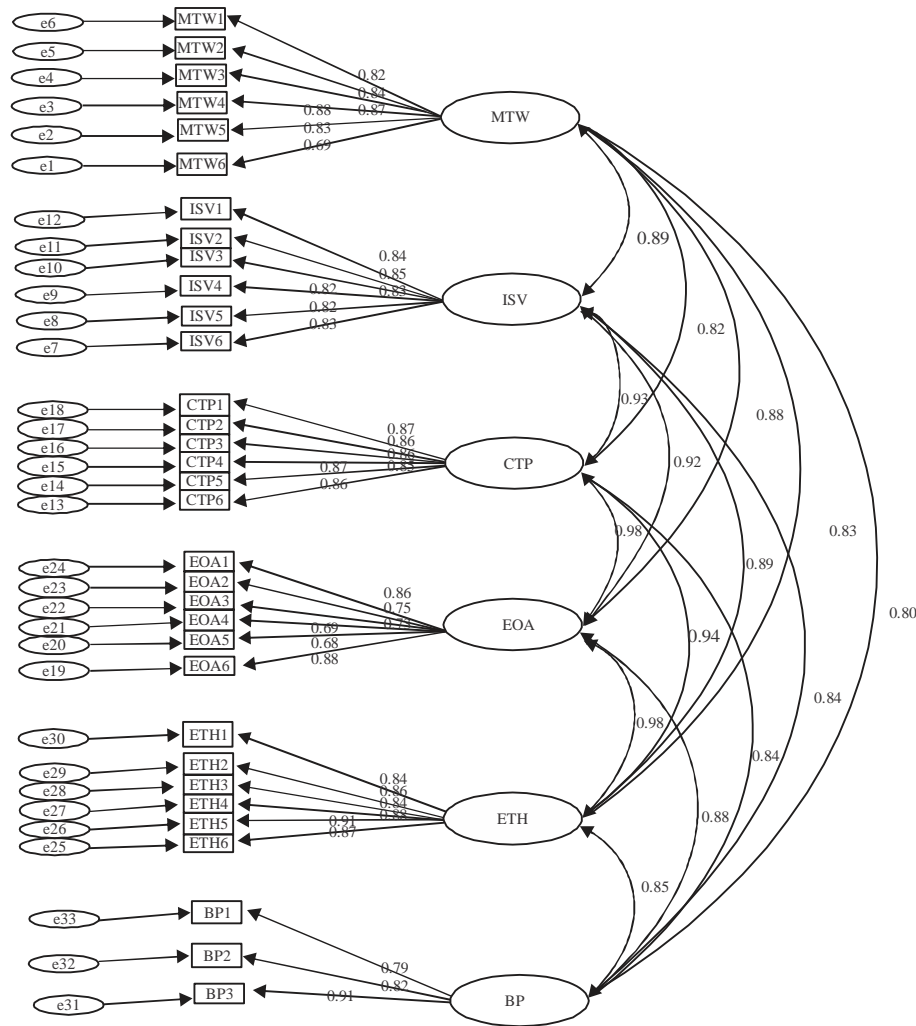 e6 MTW1
e5 MTW2
e4 MTW3
e3 MTW4
e2 MTW5
e1 MTW6
0.82
0.84
0.88 0.87
0.83
0.69
MTW
e12 ISV1
e11 ISV2
e10 ISV3
e9 ISV4
e8 ISV5
e7 ISV6
0.84
0.85
0.82 0.83
0.82
0.83
ISV
e18 CTP1
e17 CTP2
e16 CTP3
e15 CTP4
e14 CTP5
e13 CTP6
0.87
0.86
0.86
0.87
0.86
CTP
e24 EOA1
e23 EOA2
e22 EOA3
e21 EOA4
e20 EOA5
e19 EOA6
0.86
0.75
0.69
0.68
0.88
EOA
e30 ETH1
e29 ETH2
e28 ETH3
e27 ETH4
e26 ETH5
e25 ETH6
0.84
0.86
0.84
0.91
0.87
ETH
e33 BP1
e32 BP2
e31 BP3
0.79
0.82
0.91
BP
0.89
0.82
0.88
0.93
0.92
0.98
0.89
0.83
0.80
0.94
0.84
0.98
0.84
0.88
0.85